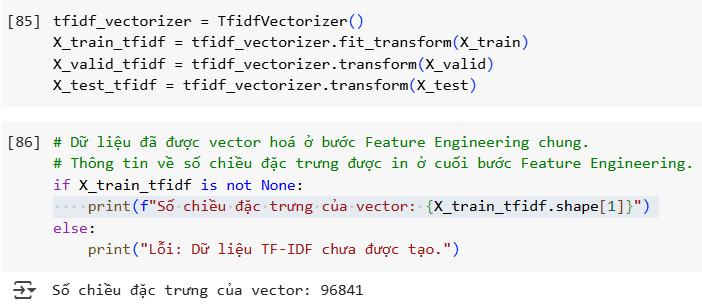 [85] tfidf_vectorizer = TfidfVectorizer()
X_train_tfidf = tfidf_vectorizer.fit_transform(X_train)
X_valid_tfidf = tfidf_vectorizer.transform(X_valid)
X_test_tfidf = tfidf_vectorizer.transform(X_test)
[86] # Dữ liệu đã được vector hoá ở bước Feature Engineering chung.
# Thông tin về số chiều đặc trưng được in ở cuối bước Feature Engineering.
if X_train_tfidf is not None:
    print(f"Số chiều đặc trưng của vector: {X_train_tfidf.shape[1]}")
else:
    print("Lỗi: Dữ liệu TF-IDF chưa được tạo.")
Số chiều đặc trưng của vector: 96841